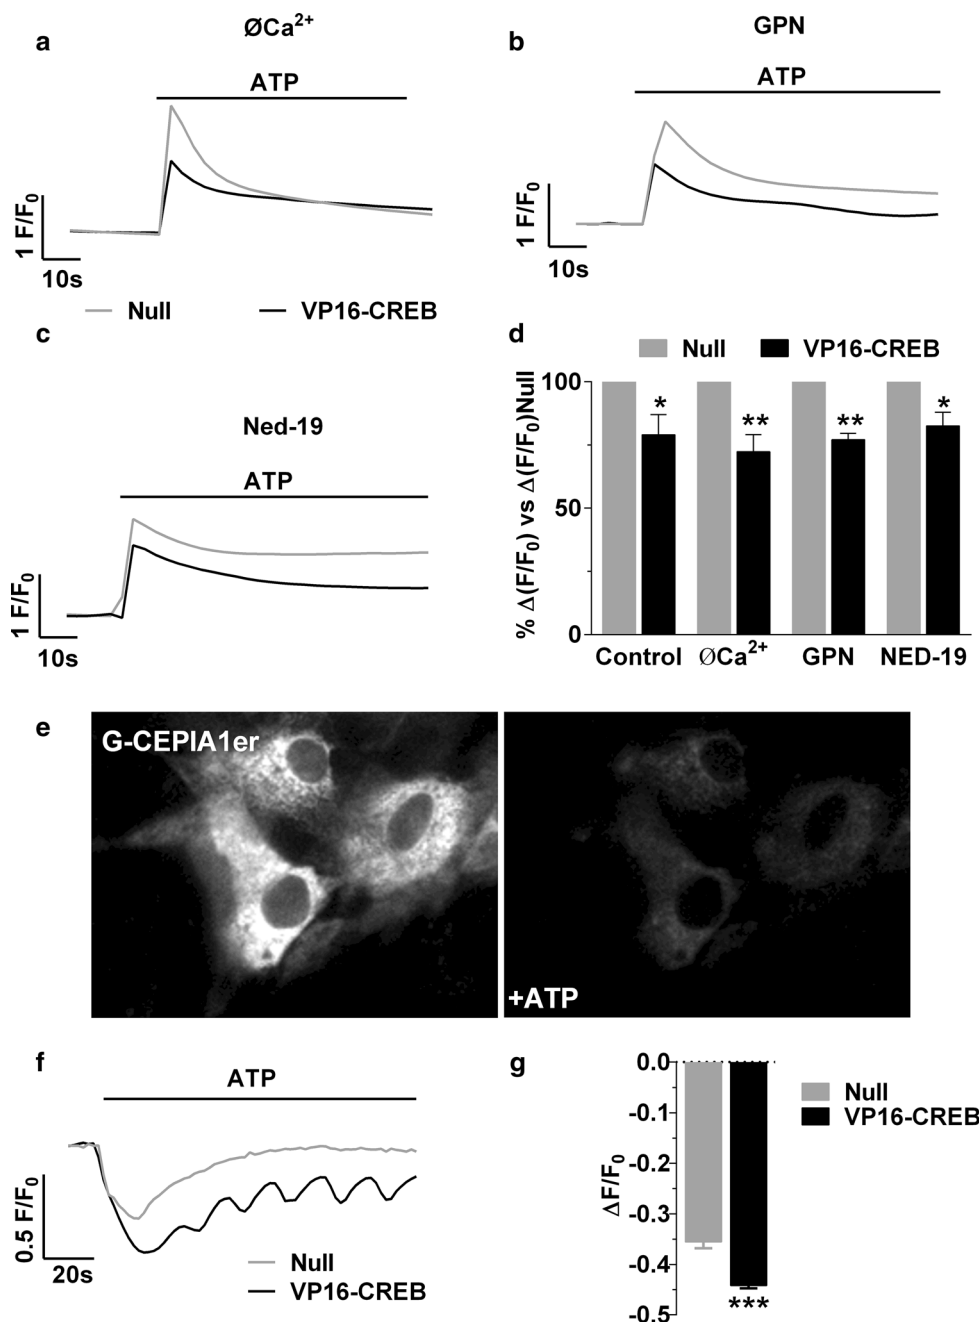 a
ØCa2+
ATP
1 F/F0
10s
Null
VP16-CREB
b
GPN
ATP
1 F/F0
10s
c
Ned-19
ATP
1 F/F0
10s
d
Null
VP16-CREB
% Δ(F/F0) vs Δ(F/F0)Null
100
50
0
*
**
**
*
Control
ØCa2+
GPN
NED-19
e
G-CEPIA1er
+ATP
f
ATP
0.5 F/F0
20s
Null
VP16-CREB
g
ΔF/F0
0.0
-0.1
-0.2
-0.3
-0.4
-0.5
***
Null
VP16-CREB